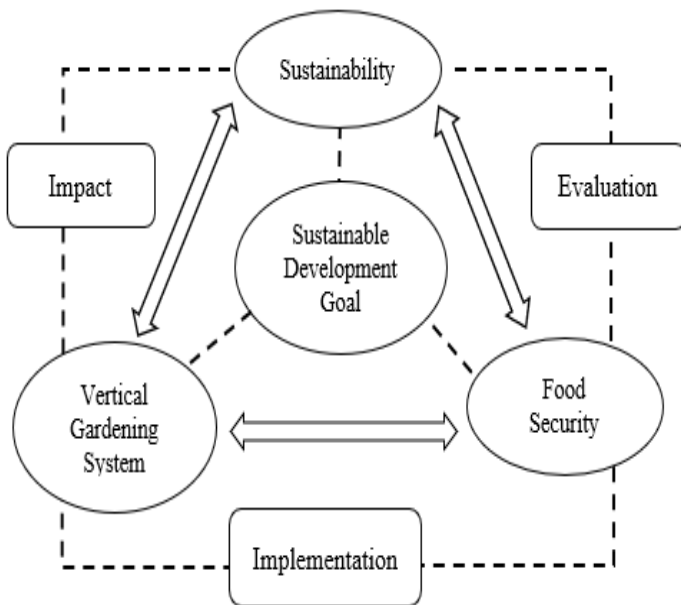 Sustainability
Impact
Evaluation
Sustainable
Development
Goal
Vertical
Gardening
System
Food
Security
Implementation